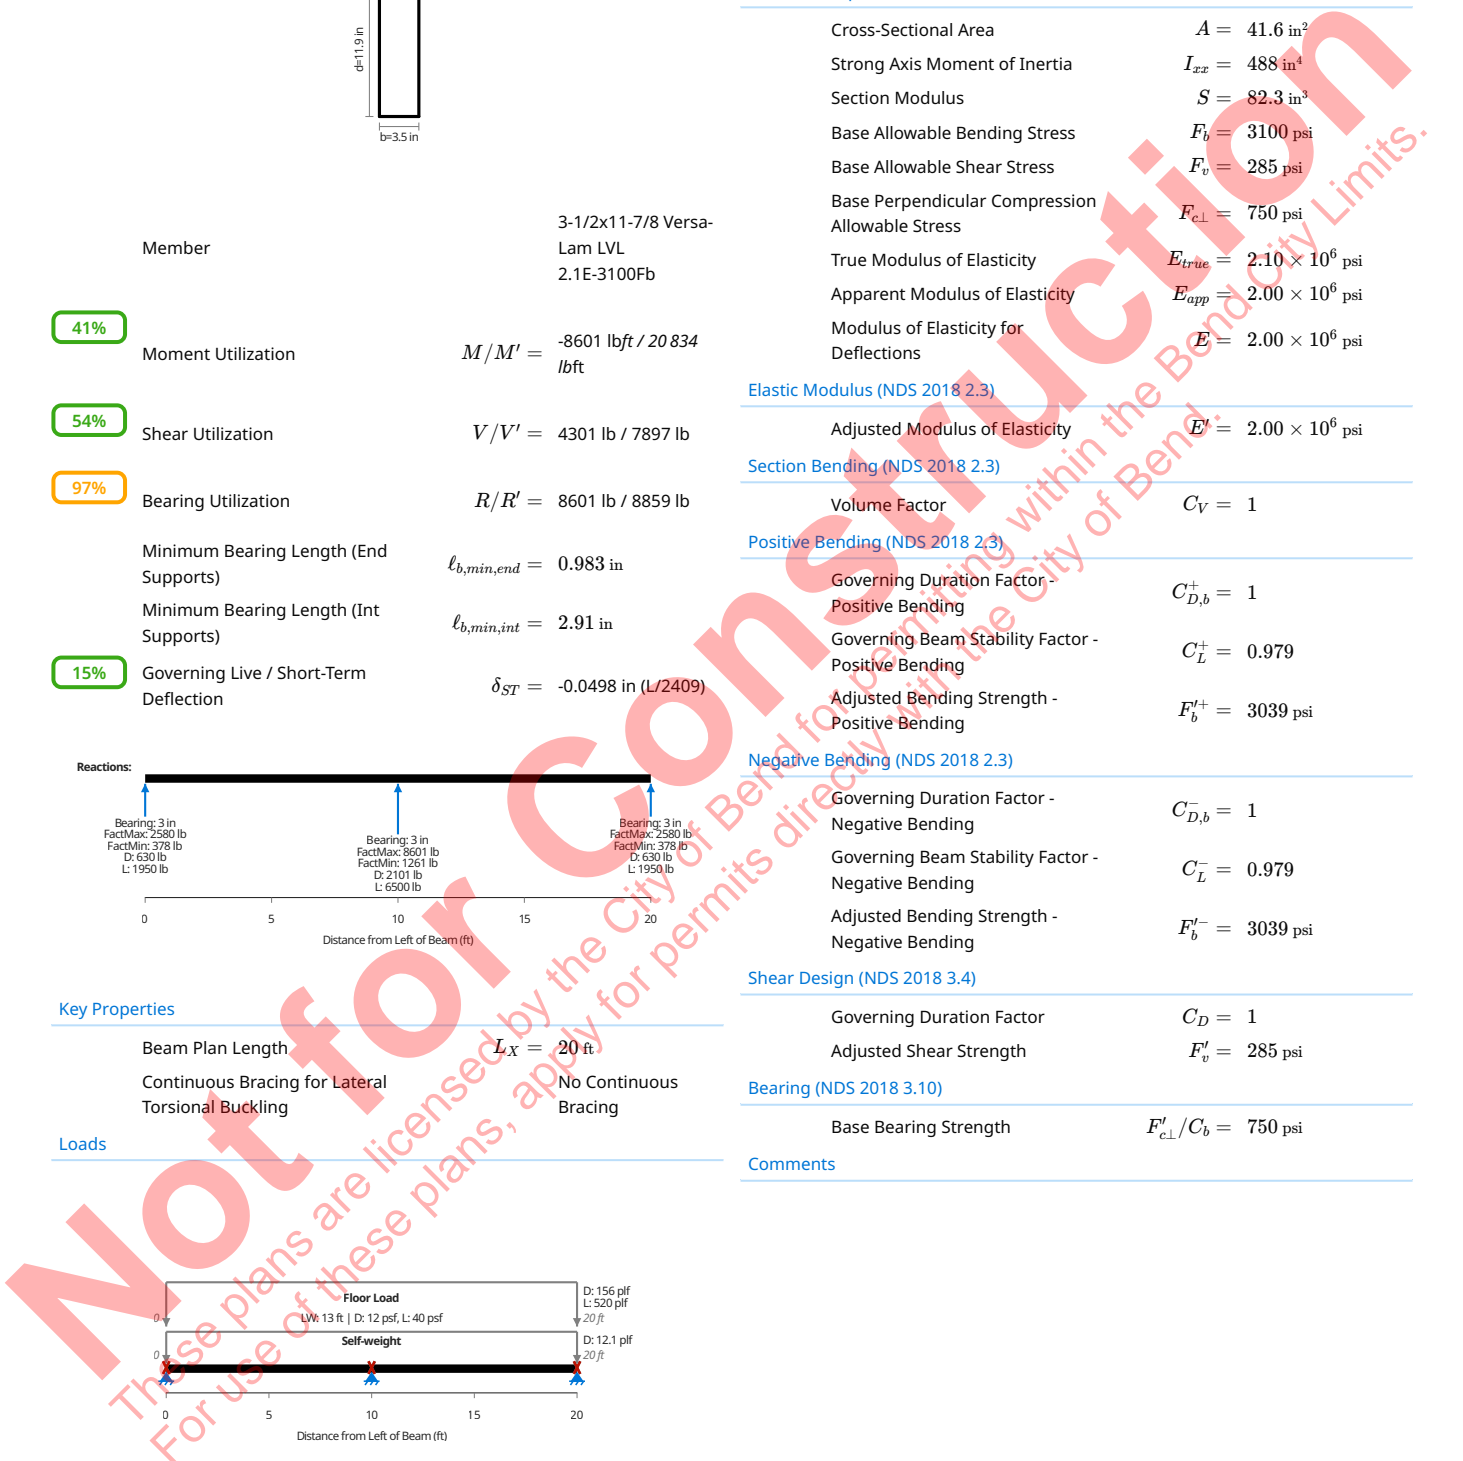 d=11.9 in
b=3.5 in
Member
3-1/2x11-7/8 Versa-
Lam LVL
2.1E-3100Fb
41%
Moment Utilization
M/M′ =
-8601 lbft / 20 834
lbft
54%
Shear Utilization
V/V′ = 4301 lb / 7897 lb
97%
Bearing Utilization
R/R′ = 8601 lb / 8859 lb
Minimum Bearing Length (End
Supports)
ℓb,min,end = 0.983 in
Minimum Bearing Length (Int
Supports)
ℓb,min,int = 2.91 in
15%
Governing Live / Short-Term
Deflection
δST = -0.0498 in (L/2409)
Reactions:
Bearing: 3 in
FactMax: 2580 lb
FactMin: 378 lb
D: 630 lb
L: 1950 lb
Bearing: 3 in
FactMax: 8601 lb
FactMin: 1261 lb
D: 2101 lb
L: 6500 lb
Bearing: 3 in
FactMax: 2580 lb
FactMin: 378 lb
D: 630 lb
L: 1950 lb
0 5 10 15 20
Distance from Left of Beam (ft)
Key Properties
Beam Plan Length LX = 20 ft
Continuous Bracing for Lateral
Torsional Buckling
No Continuous
Bracing
Loads
Floor Load
LW: 13 ft | D: 12 psf, L: 40 psf
D: 156 plf
L: 520 plf
0
20 ft
Self-weight
D: 12.1 plf
0
20 ft
0 5 10 15 20
Distance from Left of Beam (ft)
Cross-Sectional Area A = 41.6 in²
Strong Axis Moment of Inertia Ixx = 488 in⁴
Section Modulus S = 82.3 in³
Base Allowable Bending Stress Fb = 3100 psi
Base Allowable Shear Stress Fv = 285 psi
Base Perpendicular Compression
Allowable Stress
Fc⊥ = 750 psi
True Modulus of Elasticity Etrue = 2.10 × 10⁶ psi
Apparent Modulus of Elasticity Eapp = 2.00 × 10⁶ psi
Modulus of Elasticity for
Deflections
E = 2.00 × 10⁶ psi
Elastic Modulus (NDS 2018 2.3)
Adjusted Modulus of Elasticity E′ = 2.00 × 10⁶ psi
Section Bending (NDS 2018 2.3)
Volume Factor CV = 1
Positive Bending (NDS 2018 2.3)
Governing Duration Factor -
Positive Bending
C+D,b = 1
Governing Beam Stability Factor -
Positive Bending
C+L = 0.979
Adjusted Bending Strength -
Positive Bending
F′+b = 3039 psi
Negative Bending (NDS 2018 2.3)
Governing Duration Factor -
Negative Bending
C−D,b = 1
Governing Beam Stability Factor -
Negative Bending
C−L = 0.979
Adjusted Bending Strength -
Negative Bending
F′−b = 3039 psi
Shear Design (NDS 2018 3.4)
Governing Duration Factor CD = 1
Adjusted Shear Strength F′v = 285 psi
Bearing (NDS 2018 3.10)
Base Bearing Strength F′c⊥/Cb = 750 psi
Comments
Not for Construction
These plans are licensed by the City of Bend for permitting within the Bend City Limits.
For use of these plans, apply for permits directly with the City of Bend.